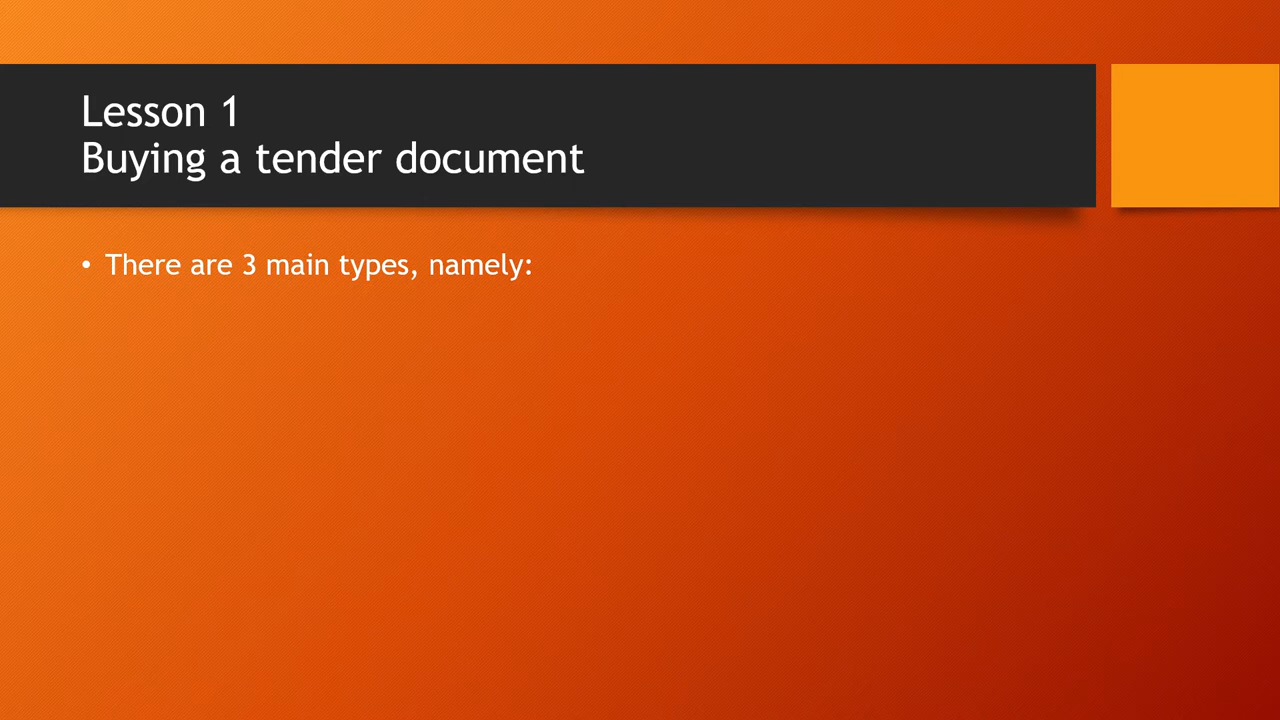 Lesson 1
Buying a tender document
• There are 3 main types, namely: